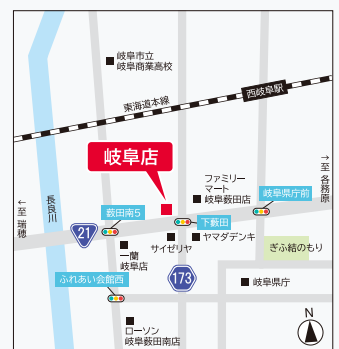 岐阜市立
岐阜商業高校
東海道本線
西岐阜駅
岐阜店
ファミリー
マート
岐阜薮田店
岐阜県庁前
→至 各務原
←至 瑞穂
長良川
薮田南5
21
下薮田
サイゼリヤ
ヤマダデンキ
一蘭
岐阜店
ぎふ結のもり
ふれあい会館西
173
岐阜県庁
ローソン
岐阜薮田南店
N